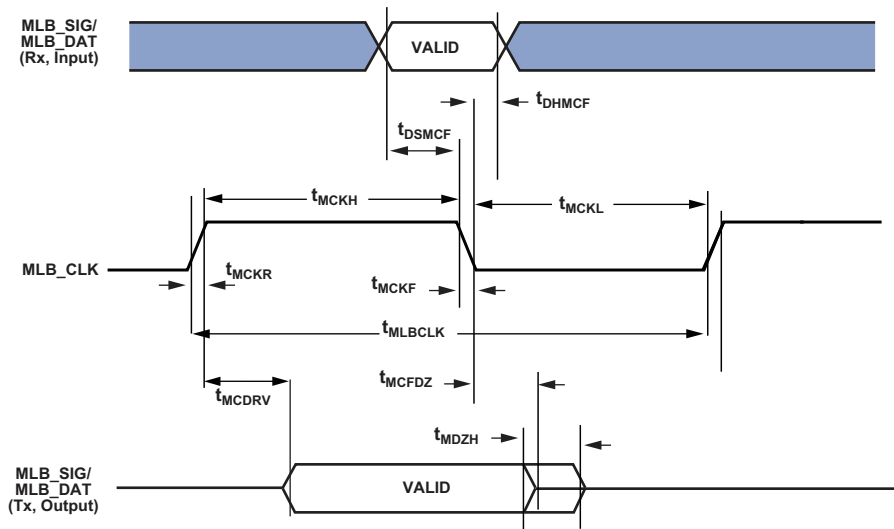 MLB_SIG/
MLB_DAT
(Rx, Input)
VALID
tDHMCF
tDSMCF
tMCKH
tMCKL
MLB_CLK
tMCKR
tMCKF
tMLBCLK
tMCFDZ
tMCDRV
tMDZH
MLB_SIG/
MLB_DAT
(Tx, Output)
VALID